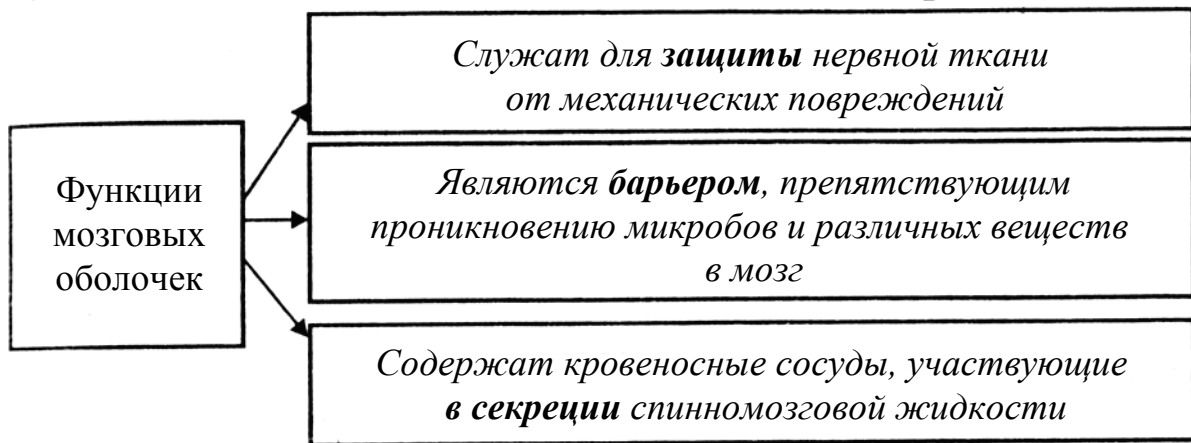 Функции
мозговых
оболочек
Служат для защиты нервной ткани
от механических повреждений
Являются барьером, препятствующим
проникновению микробов и различных веществ
в мозг
Содержат кровеносные сосуды, участвующие
в секреции спинномозговой жидкости